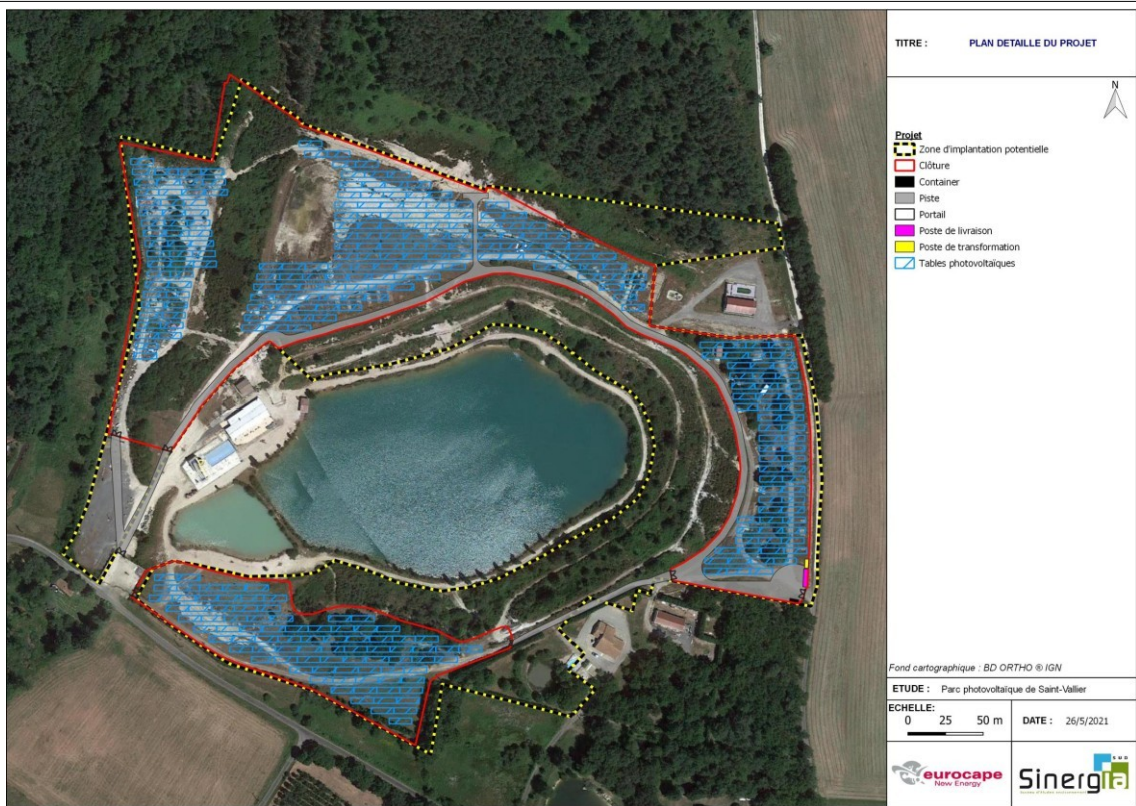 TITRE : PLAN DETAILLE DU PROJET
N
Projet
Zone d'implantation potentielle
Clôture
Container
Piste
Portail
Poste de livraison
Poste de transformation
Tables photovoltaïques
Fond cartographique : BD ORTHO ® IGN
ETUDE : Parc photovoltaïque de Saint-Vallier
ECHELLE:
0 25 50 m
DATE : 26/5/2021
eurocape
New Energy
SUD
Sinergia